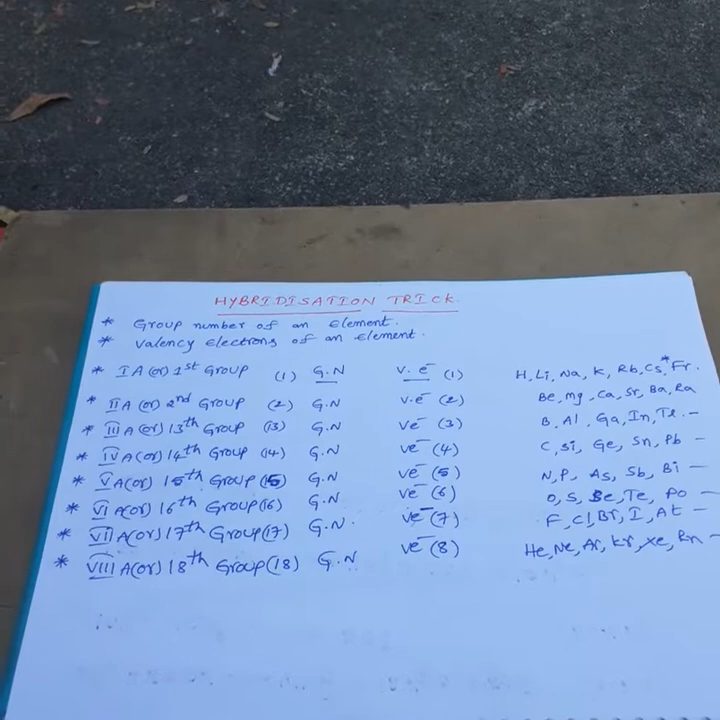 HYBRIDISATION TRICK.
* Group number of an element.
* Valency electrons of an element.
* IA (or) 1st Group (1) G.N V. e- (1) H, Li, Na, K, Rb, Cs,* Fr.
* IIA (or) 2nd Group (2) G.N V.e- (2) Be, Mg, Ca, Sr, Ba, Ra
* IIIA (or) 13th Group (13) G.N Ve- (3) B, Al, Ga, In, Tl -
* IVA (or) 14th Group (14) G.N Ve- (4) C, Si, Ge, Sn, Pb -
* VA (or) 15th Group (15) G.N Ve- (5) N, P, As, Sb, Bi -
* VI A (or) 16th Group (16) G.N Ve- (6) O, S, Se, Te, Po -
* VII A (or) 17th Group (17) G.N. Ve- (7) F, Cl, Br, I, At -
* VIII A (or) 18th Group (18) G.N Ve- (8) He, Ne, Ar, Kr, Xe, Rn -